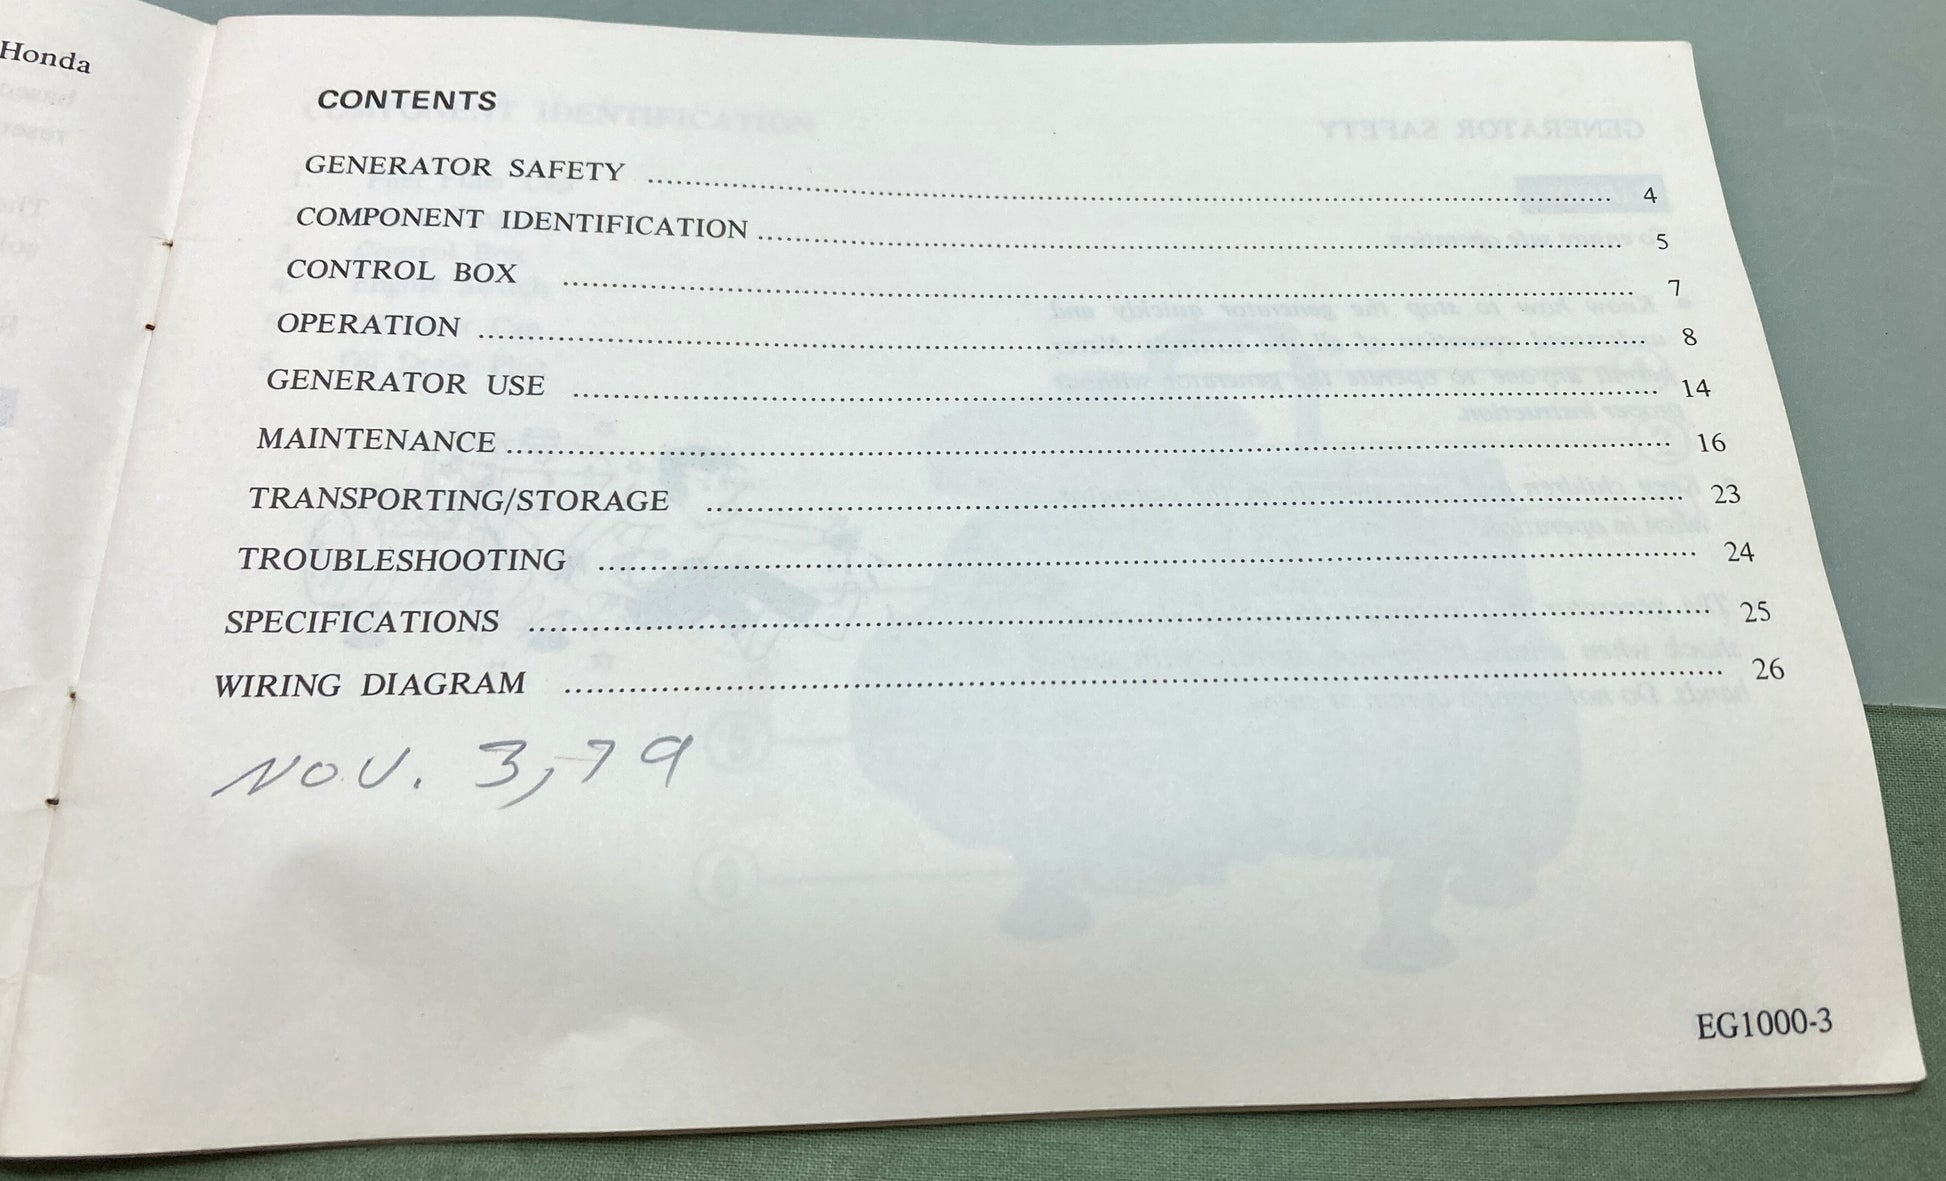 Honda
CONTENTS
GENERATOR SAFETY ........ 4
COMPONENT IDENTIFICATION ........ 5
CONTROL BOX ........ 7
OPERATION ........ 8
GENERATOR USE ........ 14
MAINTENANCE ........ 16
TRANSPORTING/STORAGE ........ 23
TROUBLESHOOTING ........ 24
SPECIFICATIONS ........ 25
WIRING DIAGRAM ........ 26
NOV. 3, 79
EG1000-3